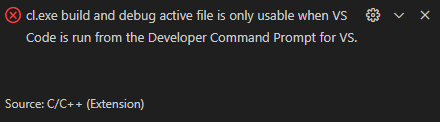 cl.exe build and debug active file is only usable when VS
Code is run from the Developer Command Prompt for VS.
Source: C/C++ (Extension)